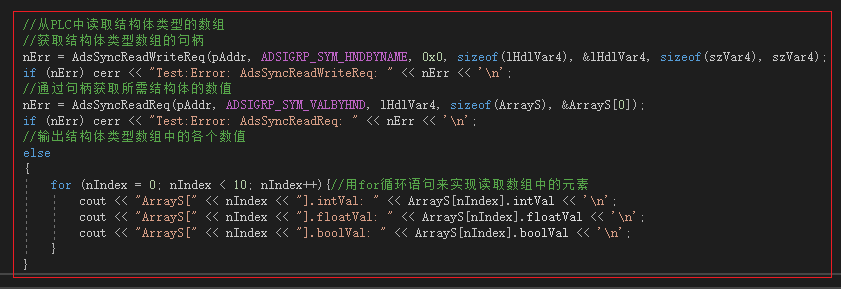 //从PLC中读取结构体类型的数组
//获取结构体类型数组的句柄
nErr = AdsSyncReadWriteReq(pAddr, ADSIGRP_SYM_HNDBYNAME, 0x0, sizeof(lHdlVar4), &lHdlVar4, sizeof(szVar4), szVar4);
if (nErr) cerr << "Test:Error: AdsSyncReadWriteReq: " << nErr << '\n';
//通过句柄获取所需结构体的数值
nErr = AdsSyncReadReq(pAddr, ADSIGRP_SYM_VALBYHND, lHdlVar4, sizeof(ArrayS), &ArrayS[0]);
if (nErr) cerr << "Test:Error: AdsSyncReadReq: " << nErr << '\n';
//输出结构体类型数组中的各个数值
else
{
    for (nIndex = 0; nIndex < 10; nIndex++){//用for循环语句来实现读取数组中的元素
        cout << "ArrayS[" << nIndex << "].intVal: " << ArrayS[nIndex].intVal << '\n';
        cout << "ArrayS[" << nIndex << "].floatVal: " << ArrayS[nIndex].floatVal << '\n';
        cout << "ArrayS[" << nIndex << "].boolVal: " << ArrayS[nIndex].boolVal << '\n';
    }
}